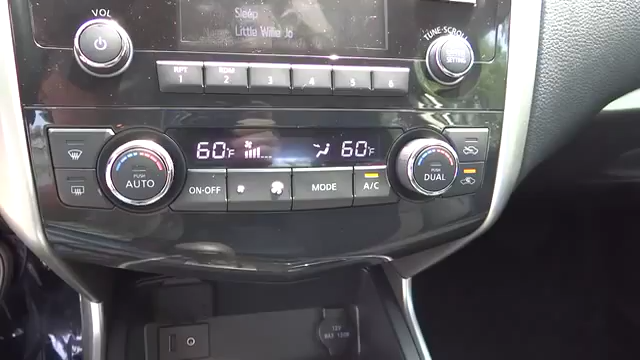 VOL
Sleep
Little Willie Jo
TUNE·SCROLL
RPT 1
RDM 2
3
4
5
6
60°F
60°F
PUSH AUTO
ON·OFF
MODE
A/C
PUSH DUAL
12V